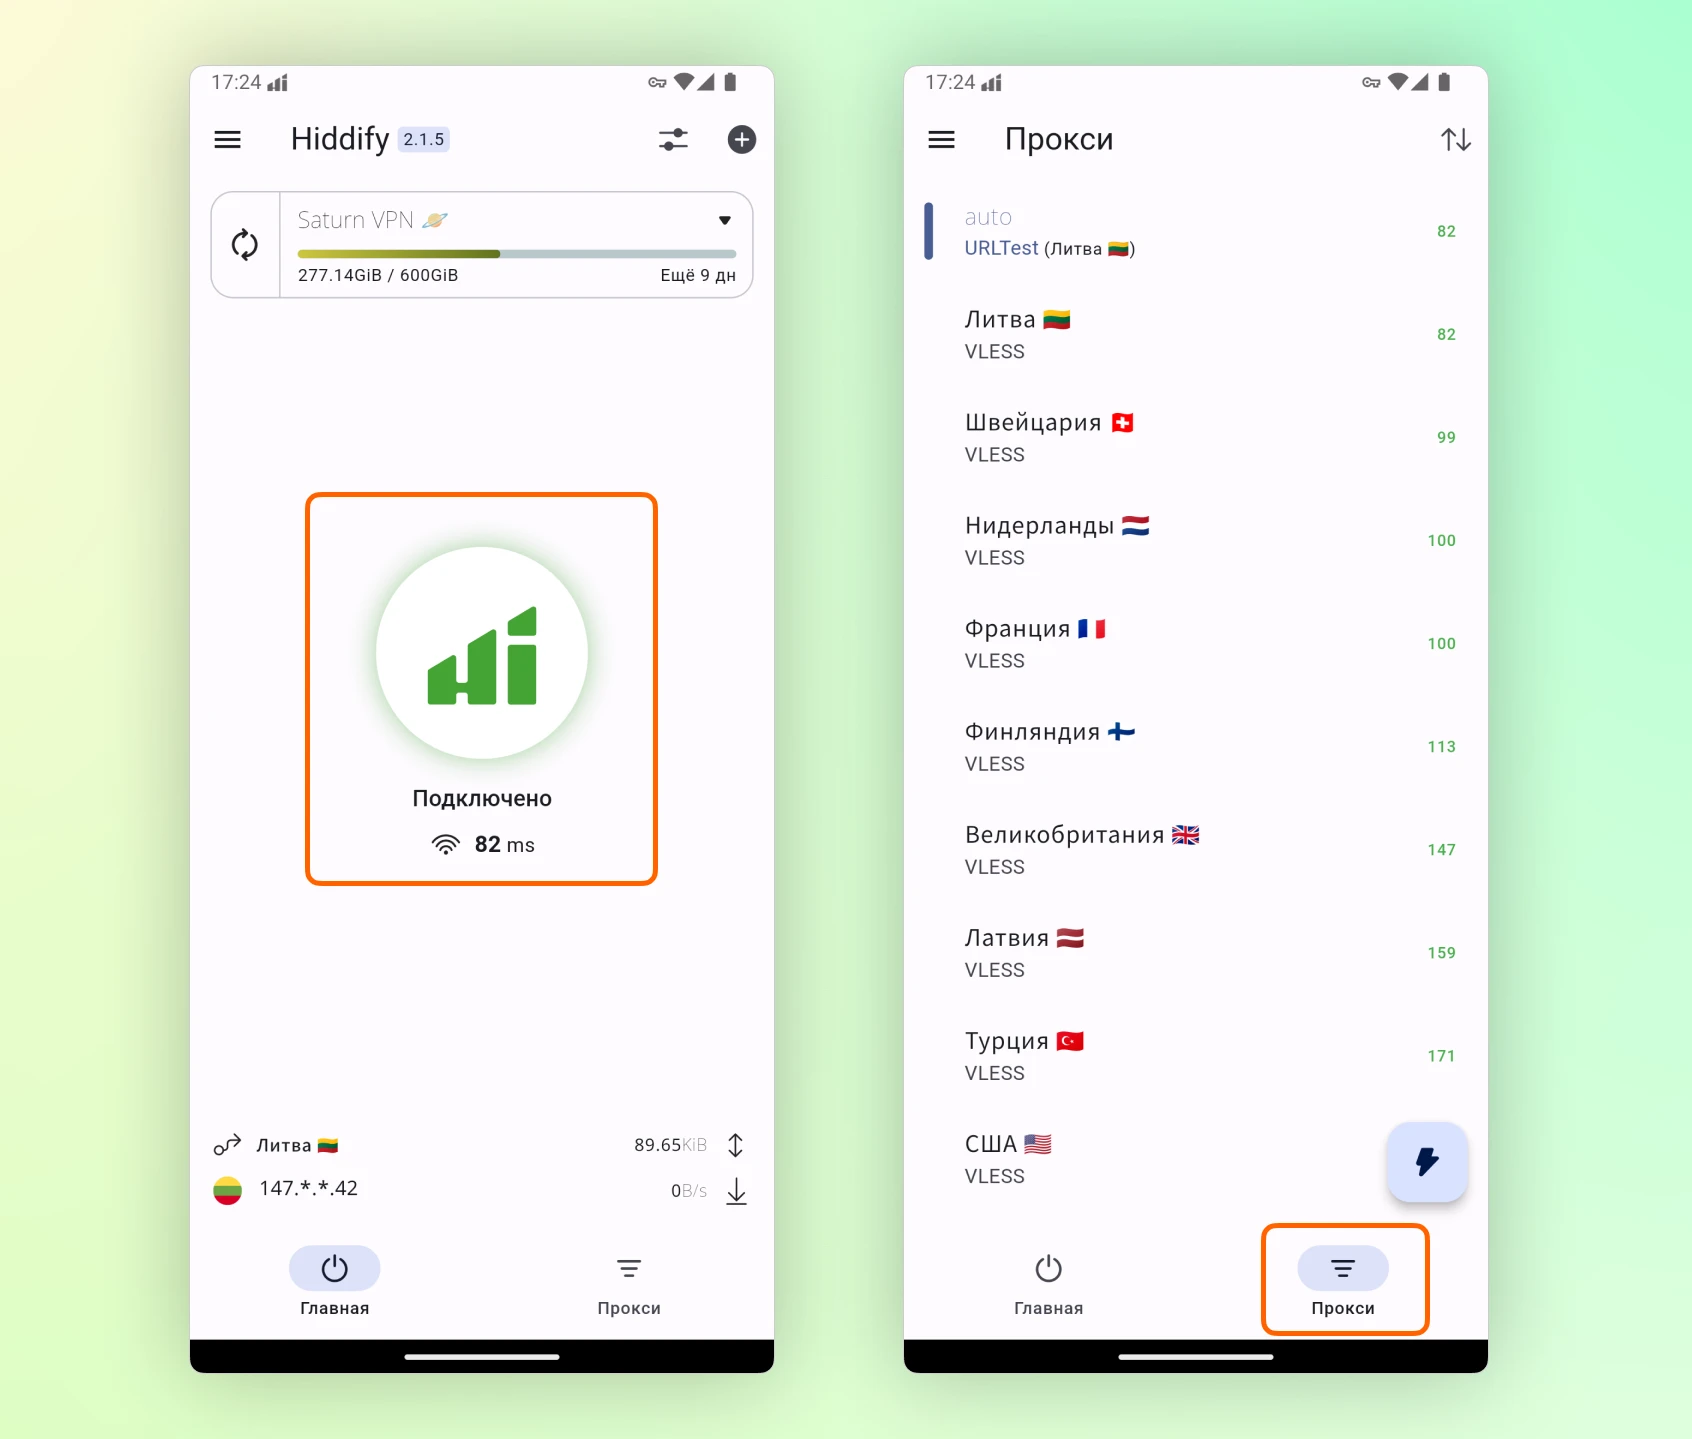 17:24
Hiddify 2.1.5
Saturn VPN
277.14GiB / 600GiB Ещё 9 дн
Подключено
82 ms
Литва 89.65KiB
147.*.*.42 0B/s
Главная Прокси
17:24
Прокси
auto
URLTest (Литва) 82
Литва
VLESS 82
Швейцария
VLESS 99
Нидерланды
VLESS 100
Франция
VLESS 100
Финляндия
VLESS 113
Великобритания
VLESS 147
Латвия
VLESS 159
Турция
VLESS 171
США
VLESS
Главная Прокси